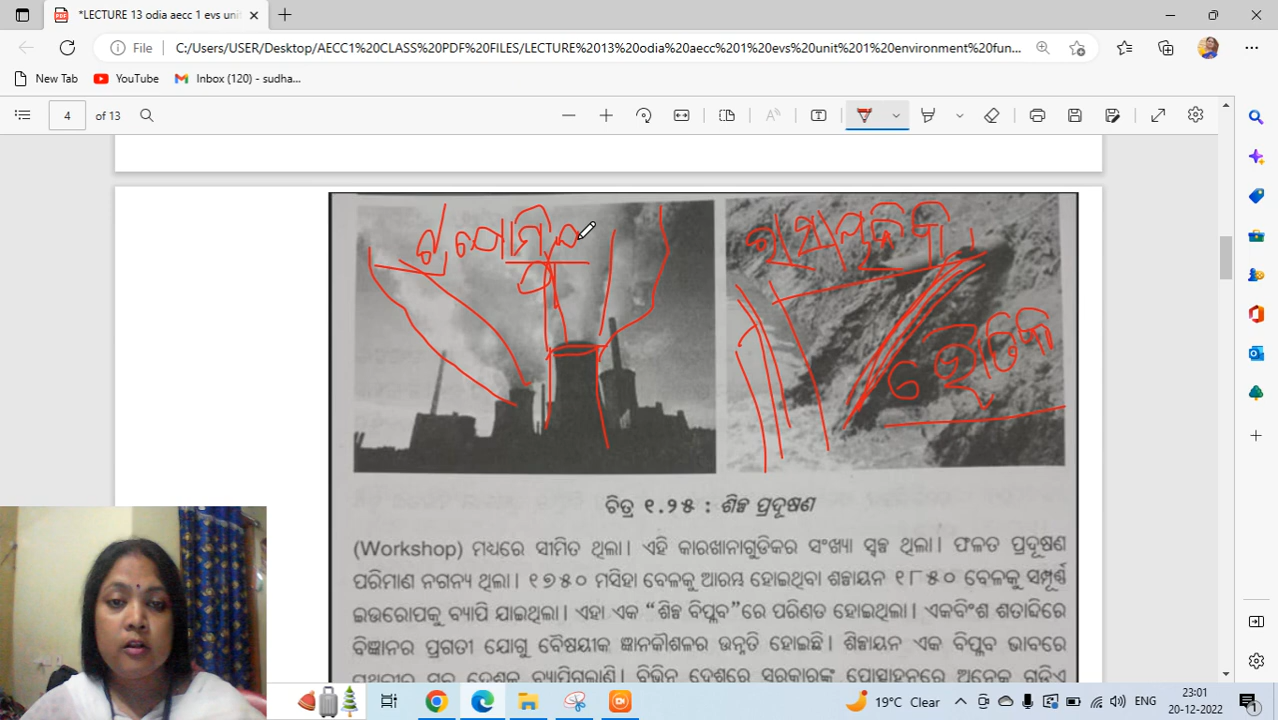 *LECTURE 13 odia aecc 1 evs uni
File
C:/Users/USER/Desktop/AECC1%20CLASS%20PDF%20FILES/LECTURE%2013%20odia%20aecc%201%20evs%20unit%201%20environment%20fun...
New Tab
YouTube
Inbox (120) - sudha...
4 of 13
ଚିତ୍ର ୧.୨୫ : ଶିଳ୍ପ ପ୍ରଦୂଷଣ
(Workshop) ମଧ୍ୟରେ ସୀମିତ ଥିଲା। ଏହି କାରଖାନାଗୁଡିକର ସଂଖ୍ୟା ସ୍ୱଳ୍ପ ଥିଲା। ଫଳତ ପ୍ରଦୂଷଣ
ପରିମାଣ ନଗନ୍ୟ ଥିଲା। ୧୭୫୦ ମସିହା ବେଳକୁ ଆରମ୍ଭ ହୋଇଥିବା ଶିଳ୍ପାୟନ ୧୮୫୦ ବେଳକୁ ସମ୍ପୂର୍ଣ୍ଣ
ଇଉରୋପକୁ ବ୍ୟାପି ଯାଇଥିଲା। ଏହା ଏକ “ଶିଳ୍ପ ବିପ୍ଳବ”ରେ ପରିଣତ ହୋଇଥିଲା। ଏକବିଂଶ ଶତାବ୍ଦିରେ
ବିଜ୍ଞାନର ପ୍ରଗତୀ ଯୋଗୁ ବୈଷୟୀକ ଜ୍ଞାନକୌଶଳର ଉନ୍ନତି ହୋଇଛି। ଶିଳ୍ପାୟନ ଏକ ବିପ୍ଳବ ଭାବରେ
19°C Clear
ENG
23:01
20-12-2022
1